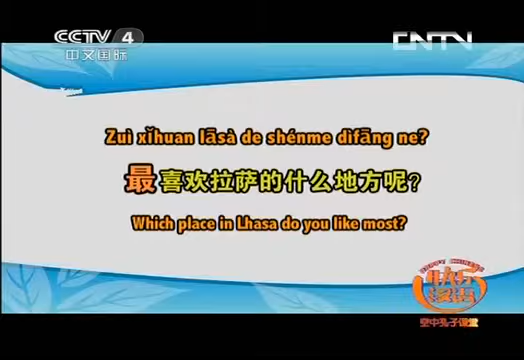 CCTV 4
中文国际
CNTV
Zuì xǐhuan lāsà de shénme dìfāng ne?
最喜欢拉萨的什么地方呢?
Which place in Lhasa do you like most?
HAPPY CHINESE
快乐汉语
空中孔子课堂